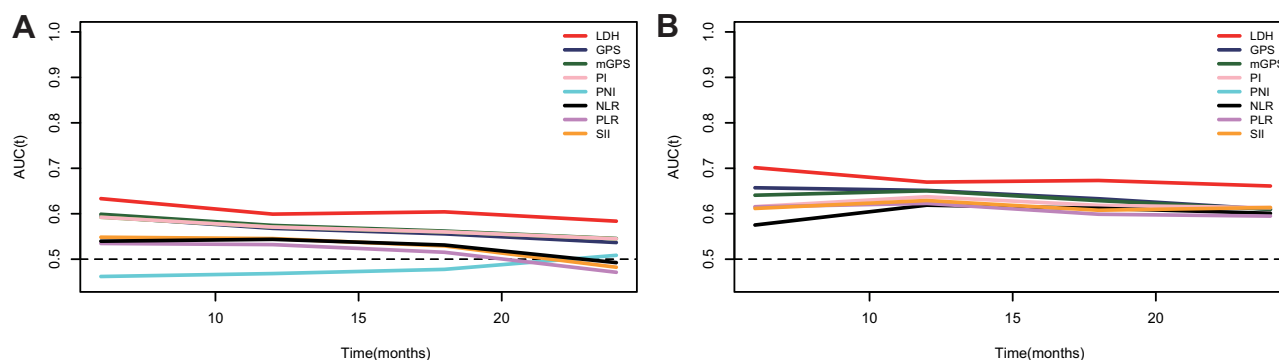 A
1.0
0.9
0.8
0.7
0.6
0.5
AUC(t)
10
15
20
Time(months)
LDH
GPS
mGPS
PI
PNI
NLR
PLR
SII
B
1.0
0.9
0.8
0.7
0.6
0.5
AUC(t)
10
15
20
Time(months)
LDH
GPS
mGPS
PI
PNI
NLR
PLR
SII